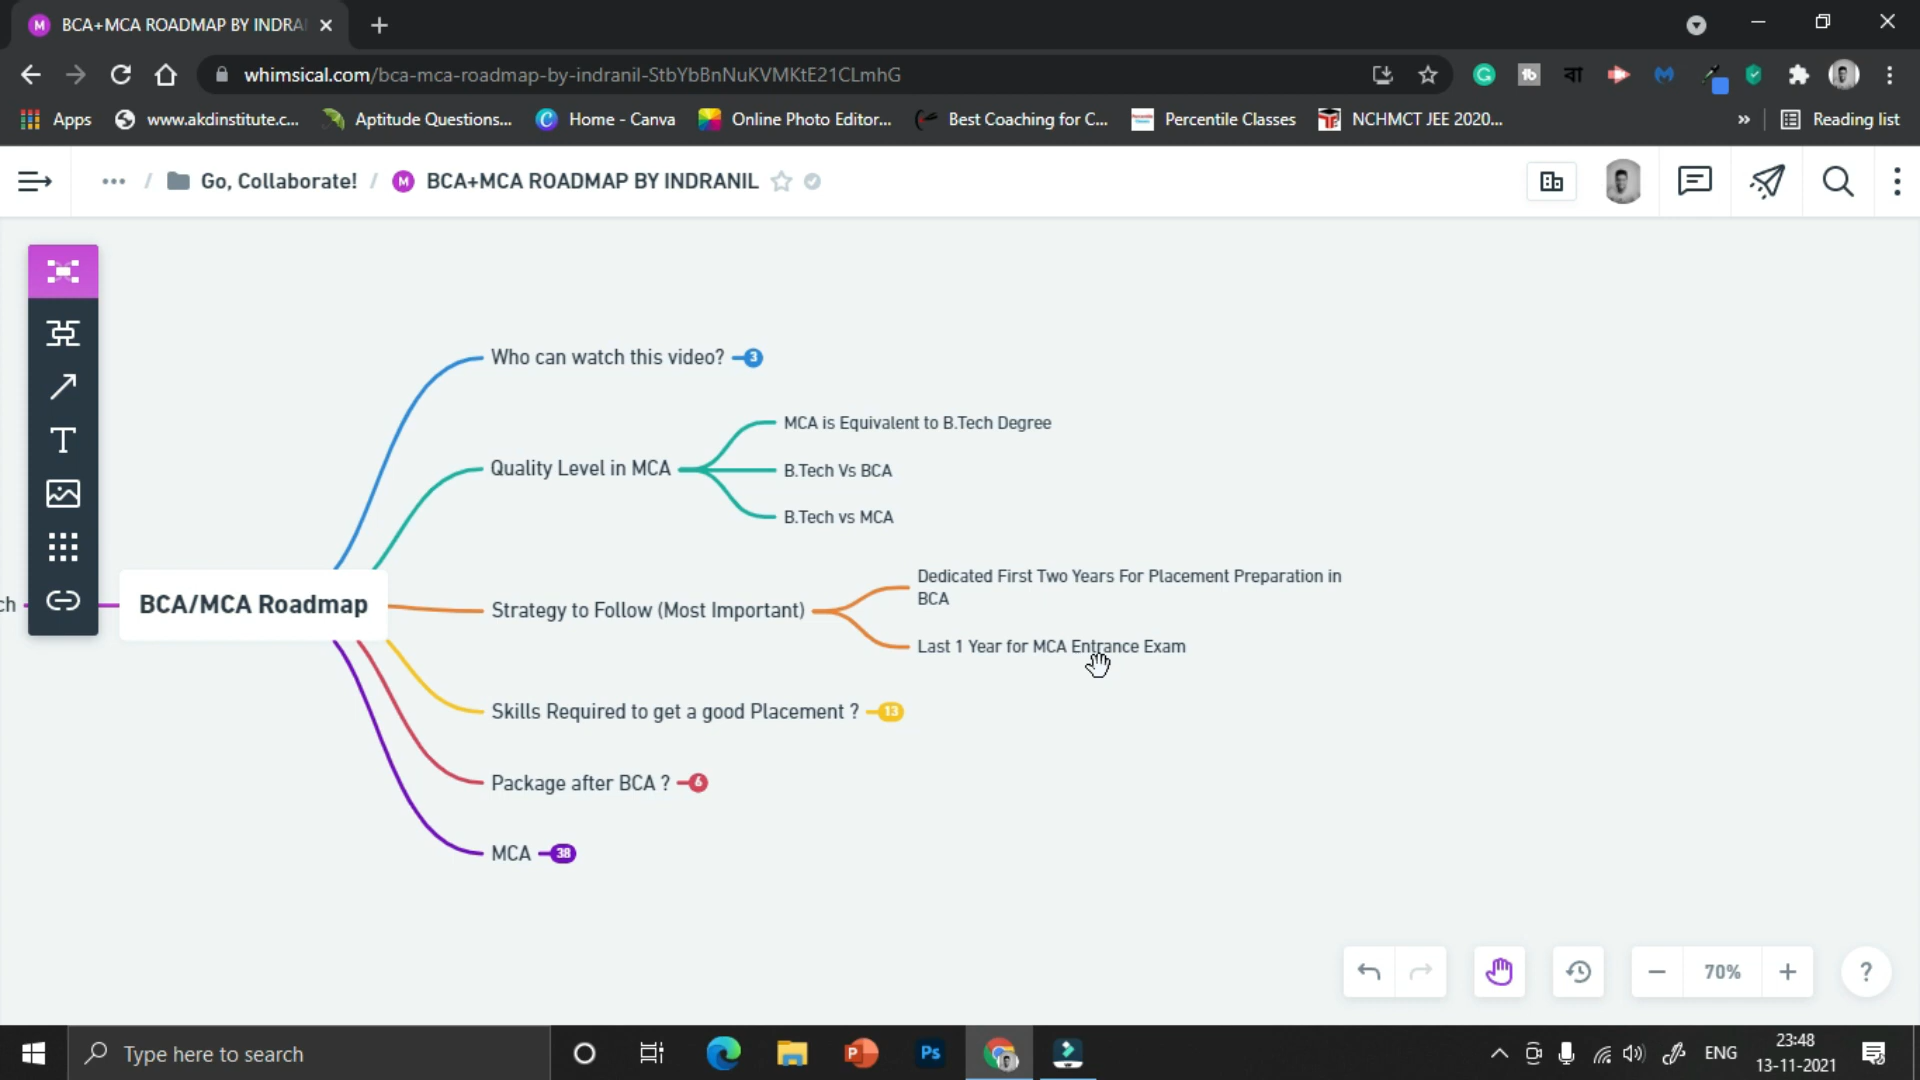 BCA+MCA ROADMAP BY INDRA
whimsical.com/bca-mca-roadmap-by-indranil-StbYbBnNuKVMKtE21CLmhG
Apps
www.akdinstitute.c...
Aptitude Questions...
Home - Canva
Online Photo Editor...
Best Coaching for C...
Percentile Classes
NCHMCT JEE 2020...
»
Reading list
... / Go, Collaborate! / M BCA+MCA ROADMAP BY INDRANIL
Who can watch this video? 3
MCA is Equivalent to B.Tech Degree
Quality Level in MCA
B.Tech Vs BCA
B.Tech vs MCA
ch
BCA/MCA Roadmap
Strategy to Follow (Most Important)
Dedicated First Two Years For Placement Preparation in
BCA
Last 1 Year for MCA Entrance Exam
Skills Required to get a good Placement ? 13
Package after BCA ? 6
MCA 38
70%
?
Type here to search
ENG
23:48
13-11-2021